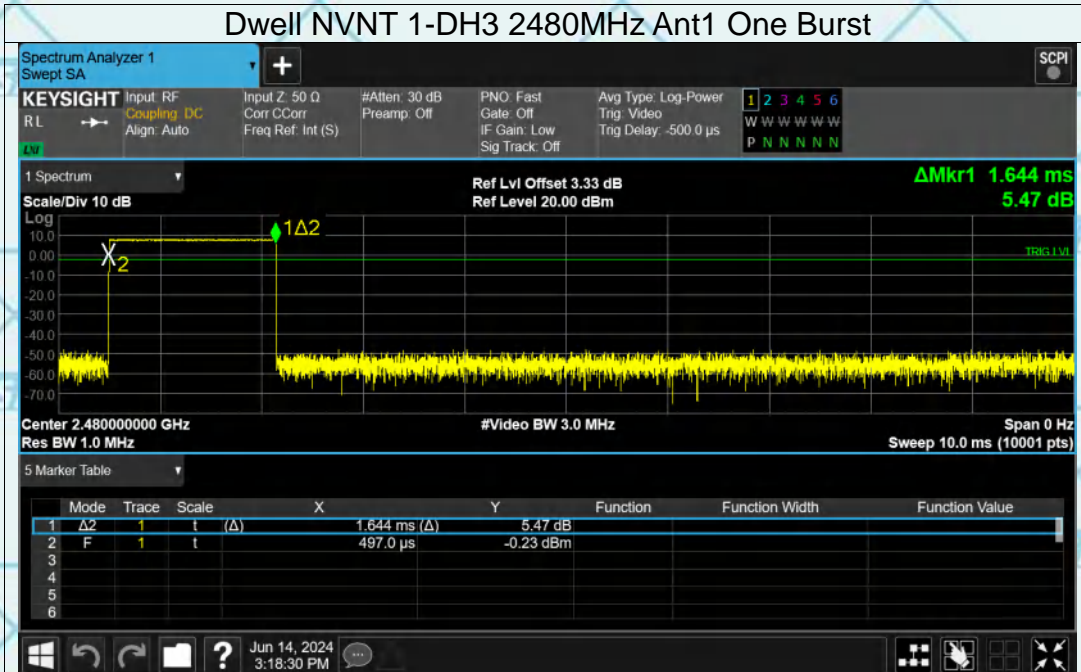 Dwell NVNT 1-DH3 2480MHz Ant1 One Burst
Spectrum Analyzer 1
Swept SA
+
SCPI
KEYSIGHT Input: RF Input Z: 50 Ω #Atten: 30 dB PNO: Fast Avg Type: Log-Power 1 2 3 4 5 6
RL Coupling: DC Corr CCorr Preamp: Off Gate: Off Trig: Video W W W W W W
Align: Auto Freq Ref: Int (S) IF Gain: Low Trig Delay: -500.0 µs P N N N N N
LXI Sig Track: Off
1 Spectrum Ref Lvl Offset 3.33 dB ΔMkr1 1.644 ms
Scale/Div 10 dB Ref Level 20.00 dBm 5.47 dB
Log
10.0 1Δ2
0.00 X2 TRIG LVL
-10.0
-20.0
-30.0
-40.0
-50.0
-60.0
-70.0
Center 2.480000000 GHz #Video BW 3.0 MHz Span 0 Hz
Res BW 1.0 MHz Sweep 10.0 ms (10001 pts)
5 Marker Table
Mode Trace Scale X Y Function Function Width Function Value
1 Δ2 1 t (Δ) 1.644 ms (Δ) 5.47 dB
2 F 1 t 497.0 µs -0.23 dBm
3
4
5
6
? Jun 14, 2024
3:18:30 PM